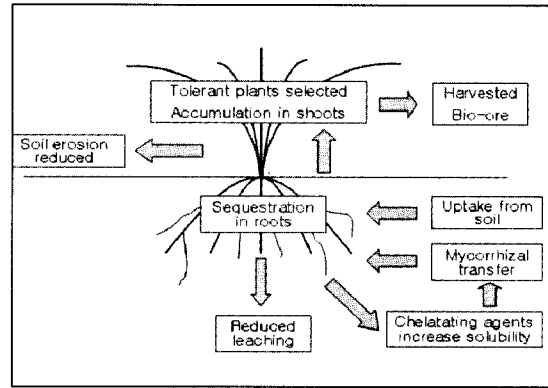 Tolerant plants selected
Accumulation in shoots
Harvested
Bio-ore
Soil erosion
reduced
Sequestration
in roots
Uptake from
soil
Mycorrhizal
transfer
Reduced
leaching
Chelatating agents
increase solubility